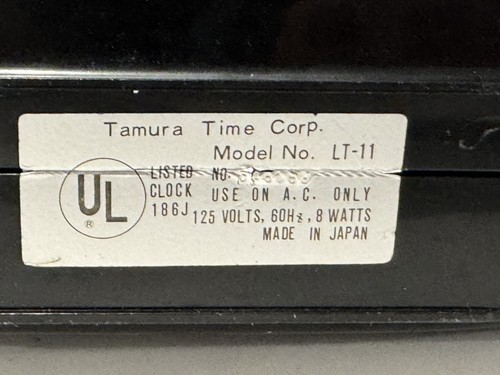 Tamura Time Corp.
Model No. LT-11
UL
®
LISTED NO.
CLOCK USE ON A.C. ONLY
186J 125 VOLTS, 60Hz, 8 WATTS
MADE IN JAPAN